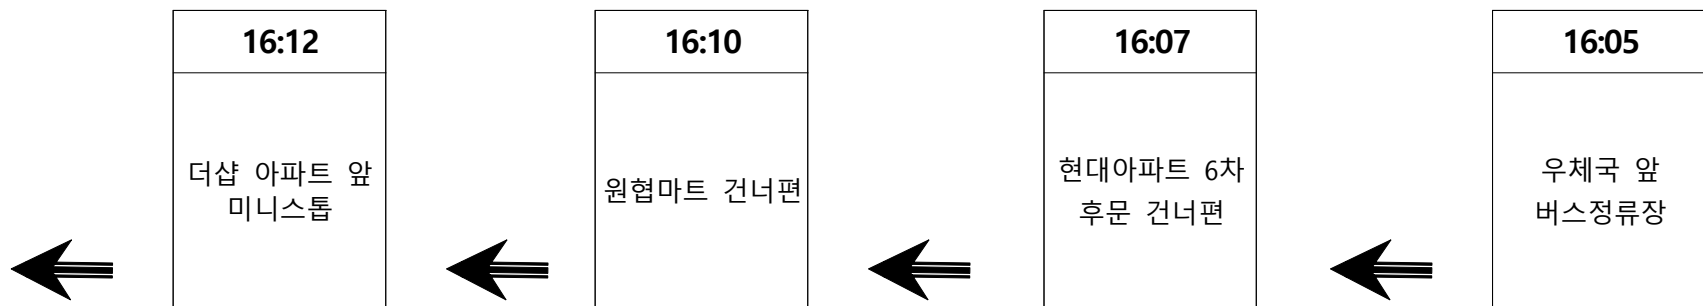 16:12
더샵 아파트 앞
미니스톱
16:10
원협마트 건너편
16:07
현대아파트 6차
후문 건너편
16:05
우체국 앞
버스정류장